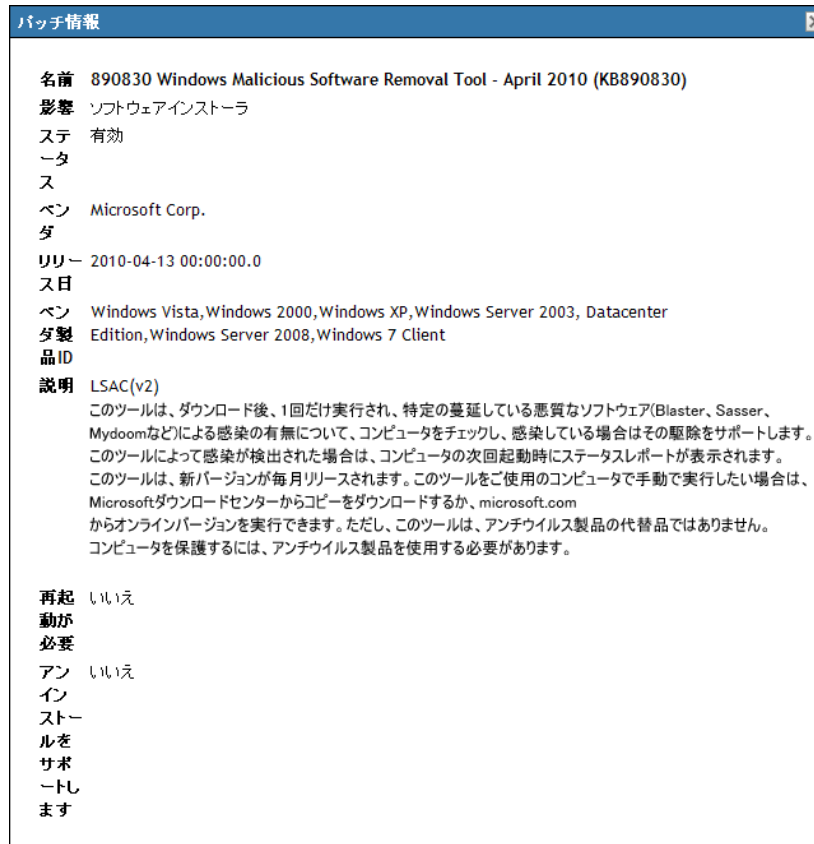 パッチ情報
名前 890830 Windows Malicious Software Removal Tool - April 2010 (KB890830)
影響 ソフトウェアインストーラ
ステ 有効
ータ
ス
ベン Microsoft Corp.
ダ
リリー 2010-04-13 00:00:00.0
ス日
ベン Windows Vista,Windows 2000,Windows XP,Windows Server 2003, Datacenter
ダ製 Edition,Windows Server 2008,Windows 7 Client
品ID
説明 LSAC(v2)
このツールは、ダウンロード後、1回だけ実行され、特定の蔓延している悪質なソフトウェア(Blaster、Sasser、
Mydoomなど)による感染の有無について、コンピュータをチェックし、感染している場合はその駆除をサポートします。
このツールによって感染が検出された場合は、コンピュータの次回起動時にステータスレポートが表示されます。
このツールは、新バージョンが毎月リリースされます。このツールをご使用のコンピュータで手動で実行したい場合は、
Microsoftダウンロードセンターからコピーをダウンロードするか、microsoft.com
からオンラインバージョンを実行できます。ただし、このツールは、アンチウイルス製品の代替品ではありません。
コンピュータを保護するには、アンチウイルス製品を使用する必要があります。
再起 いいえ
動が
必要
アン いいえ
イン
ストー
ルを
サポ
ートし
ます